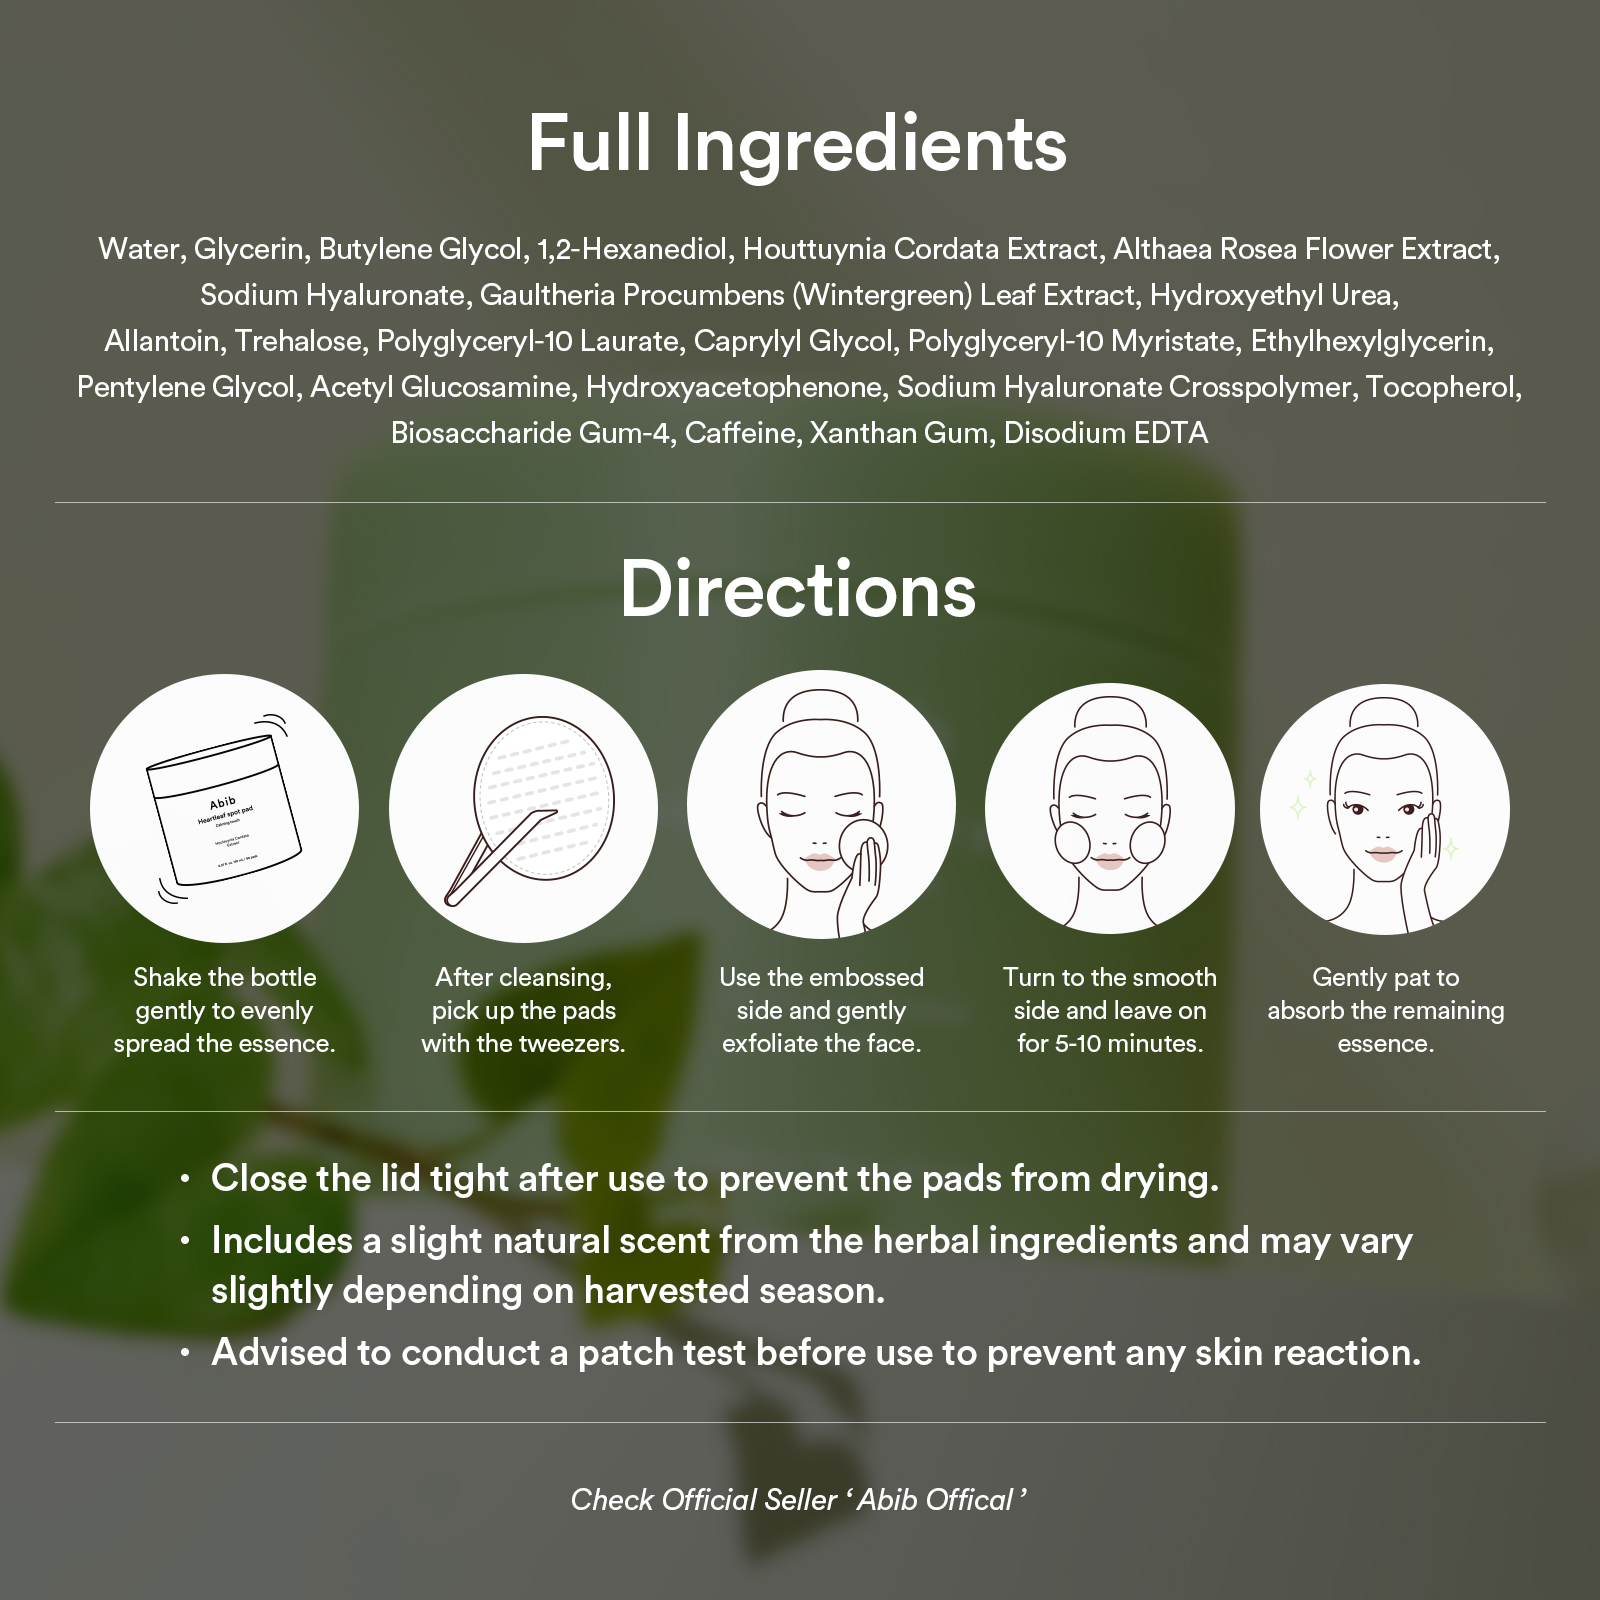 Full Ingredients
Water, Glycerin, Butylene Glycol, 1,2-Hexanediol, Houttuynia Cordata Extract, Althaea Rosea Flower Extract,
Sodium Hyaluronate, Gaultheria Procumbens (Wintergreen) Leaf Extract, Hydroxyethyl Urea,
Allantoin, Trehalose, Polyglyceryl-10 Laurate, Caprylyl Glycol, Polyglyceryl-10 Myristate, Ethylhexylglycerin,
Pentylene Glycol, Acetyl Glucosamine, Hydroxyacetophenone, Sodium Hyaluronate Crosspolymer, Tocopherol,
Biosaccharide Gum-4, Caffeine, Xanthan Gum, Disodium EDTA
Directions
Abib
Heartleaf spot pad
Calming touch
Houttuynia Cordata
Extract
Shake the bottle
gently to evenly
spread the essence.
After cleansing,
pick up the pads
with the tweezers.
Use the embossed
side and gently
exfoliate the face.
Turn to the smooth
side and leave on
for 5-10 minutes.
Gently pat to
absorb the remaining
essence.
• Close the lid tight after use to prevent the pads from drying.
• Includes a slight natural scent from the herbal ingredients and may vary
slightly depending on harvested season.
• Advised to conduct a patch test before use to prevent any skin reaction.
Check Official Seller ‘ Abib Offical ’